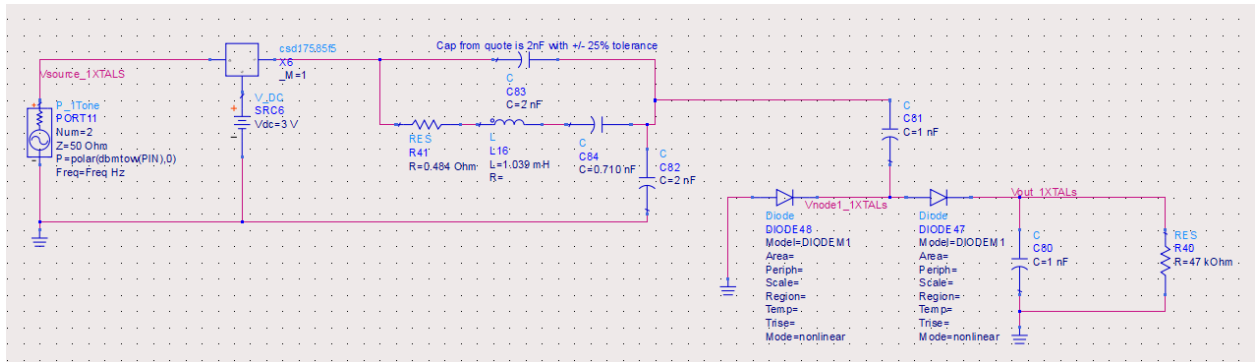 csd17585f5
X6
_M=1
Cap from quote is 2nF with +/- 25% tolerance
Vsource_1XTALS
P_1Tone
PORT11
Num=2
Z=50 Ohm
P=polar(dbmtow(PIN),0)
Freq=Freq Hz
V_DC
SRC6
Vdc=3 V
C
C83
C=2 nF
RES
R41
R=0.484 Ohm
L
L16
L=1.039 mH
R=
C
C84
C=0.710 nF
C
C82
C=2 nF
C
C81
C=1 nF
Vnode1_1XTALs
Vout_1XTALs
Diode
DIODE48
Model=DIODEM1
Area=
Periph=
Scale=
Region=
Temp=
Trise=
Mode=nonlinear
Diode
DIODE47
Model=DIODEM1
Area=
Periph=
Scale=
Region=
Temp=
Trise=
Mode=nonlinear
C
C80
C=1 nF
RES
R40
R=47 kOhm